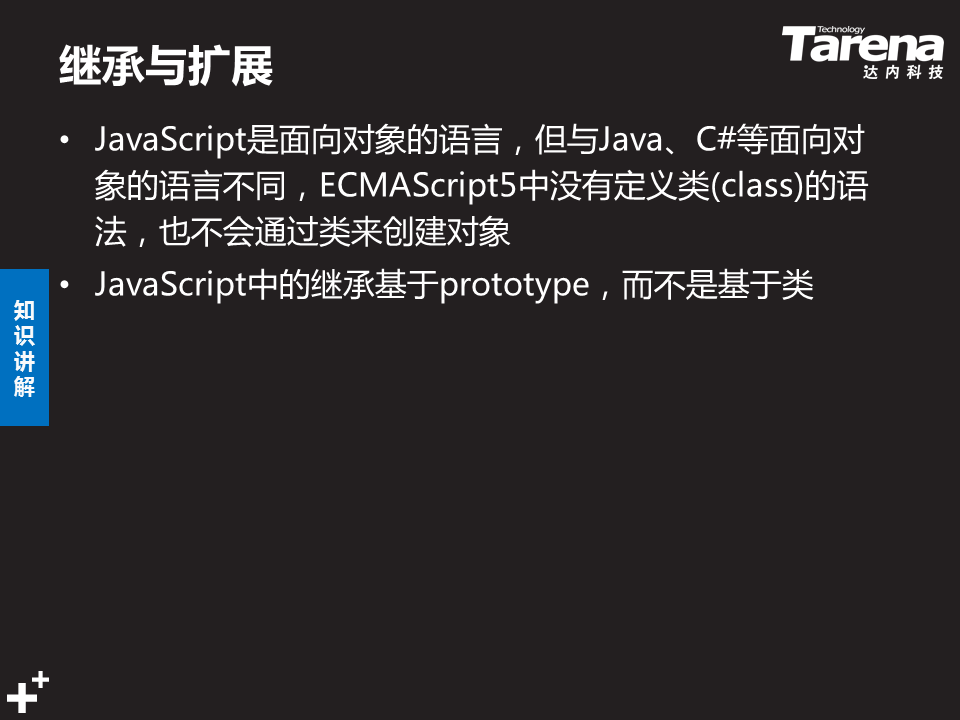 继承与扩展
Technology
Tarena
达内科技
• JavaScript是面向对象的语言，但与Java、C#等面向对
象的语言不同，ECMAScript5中没有定义类(class)的语
法，也不会通过类来创建对象
• JavaScript中的继承基于prototype，而不是基于类
知
识
讲
解